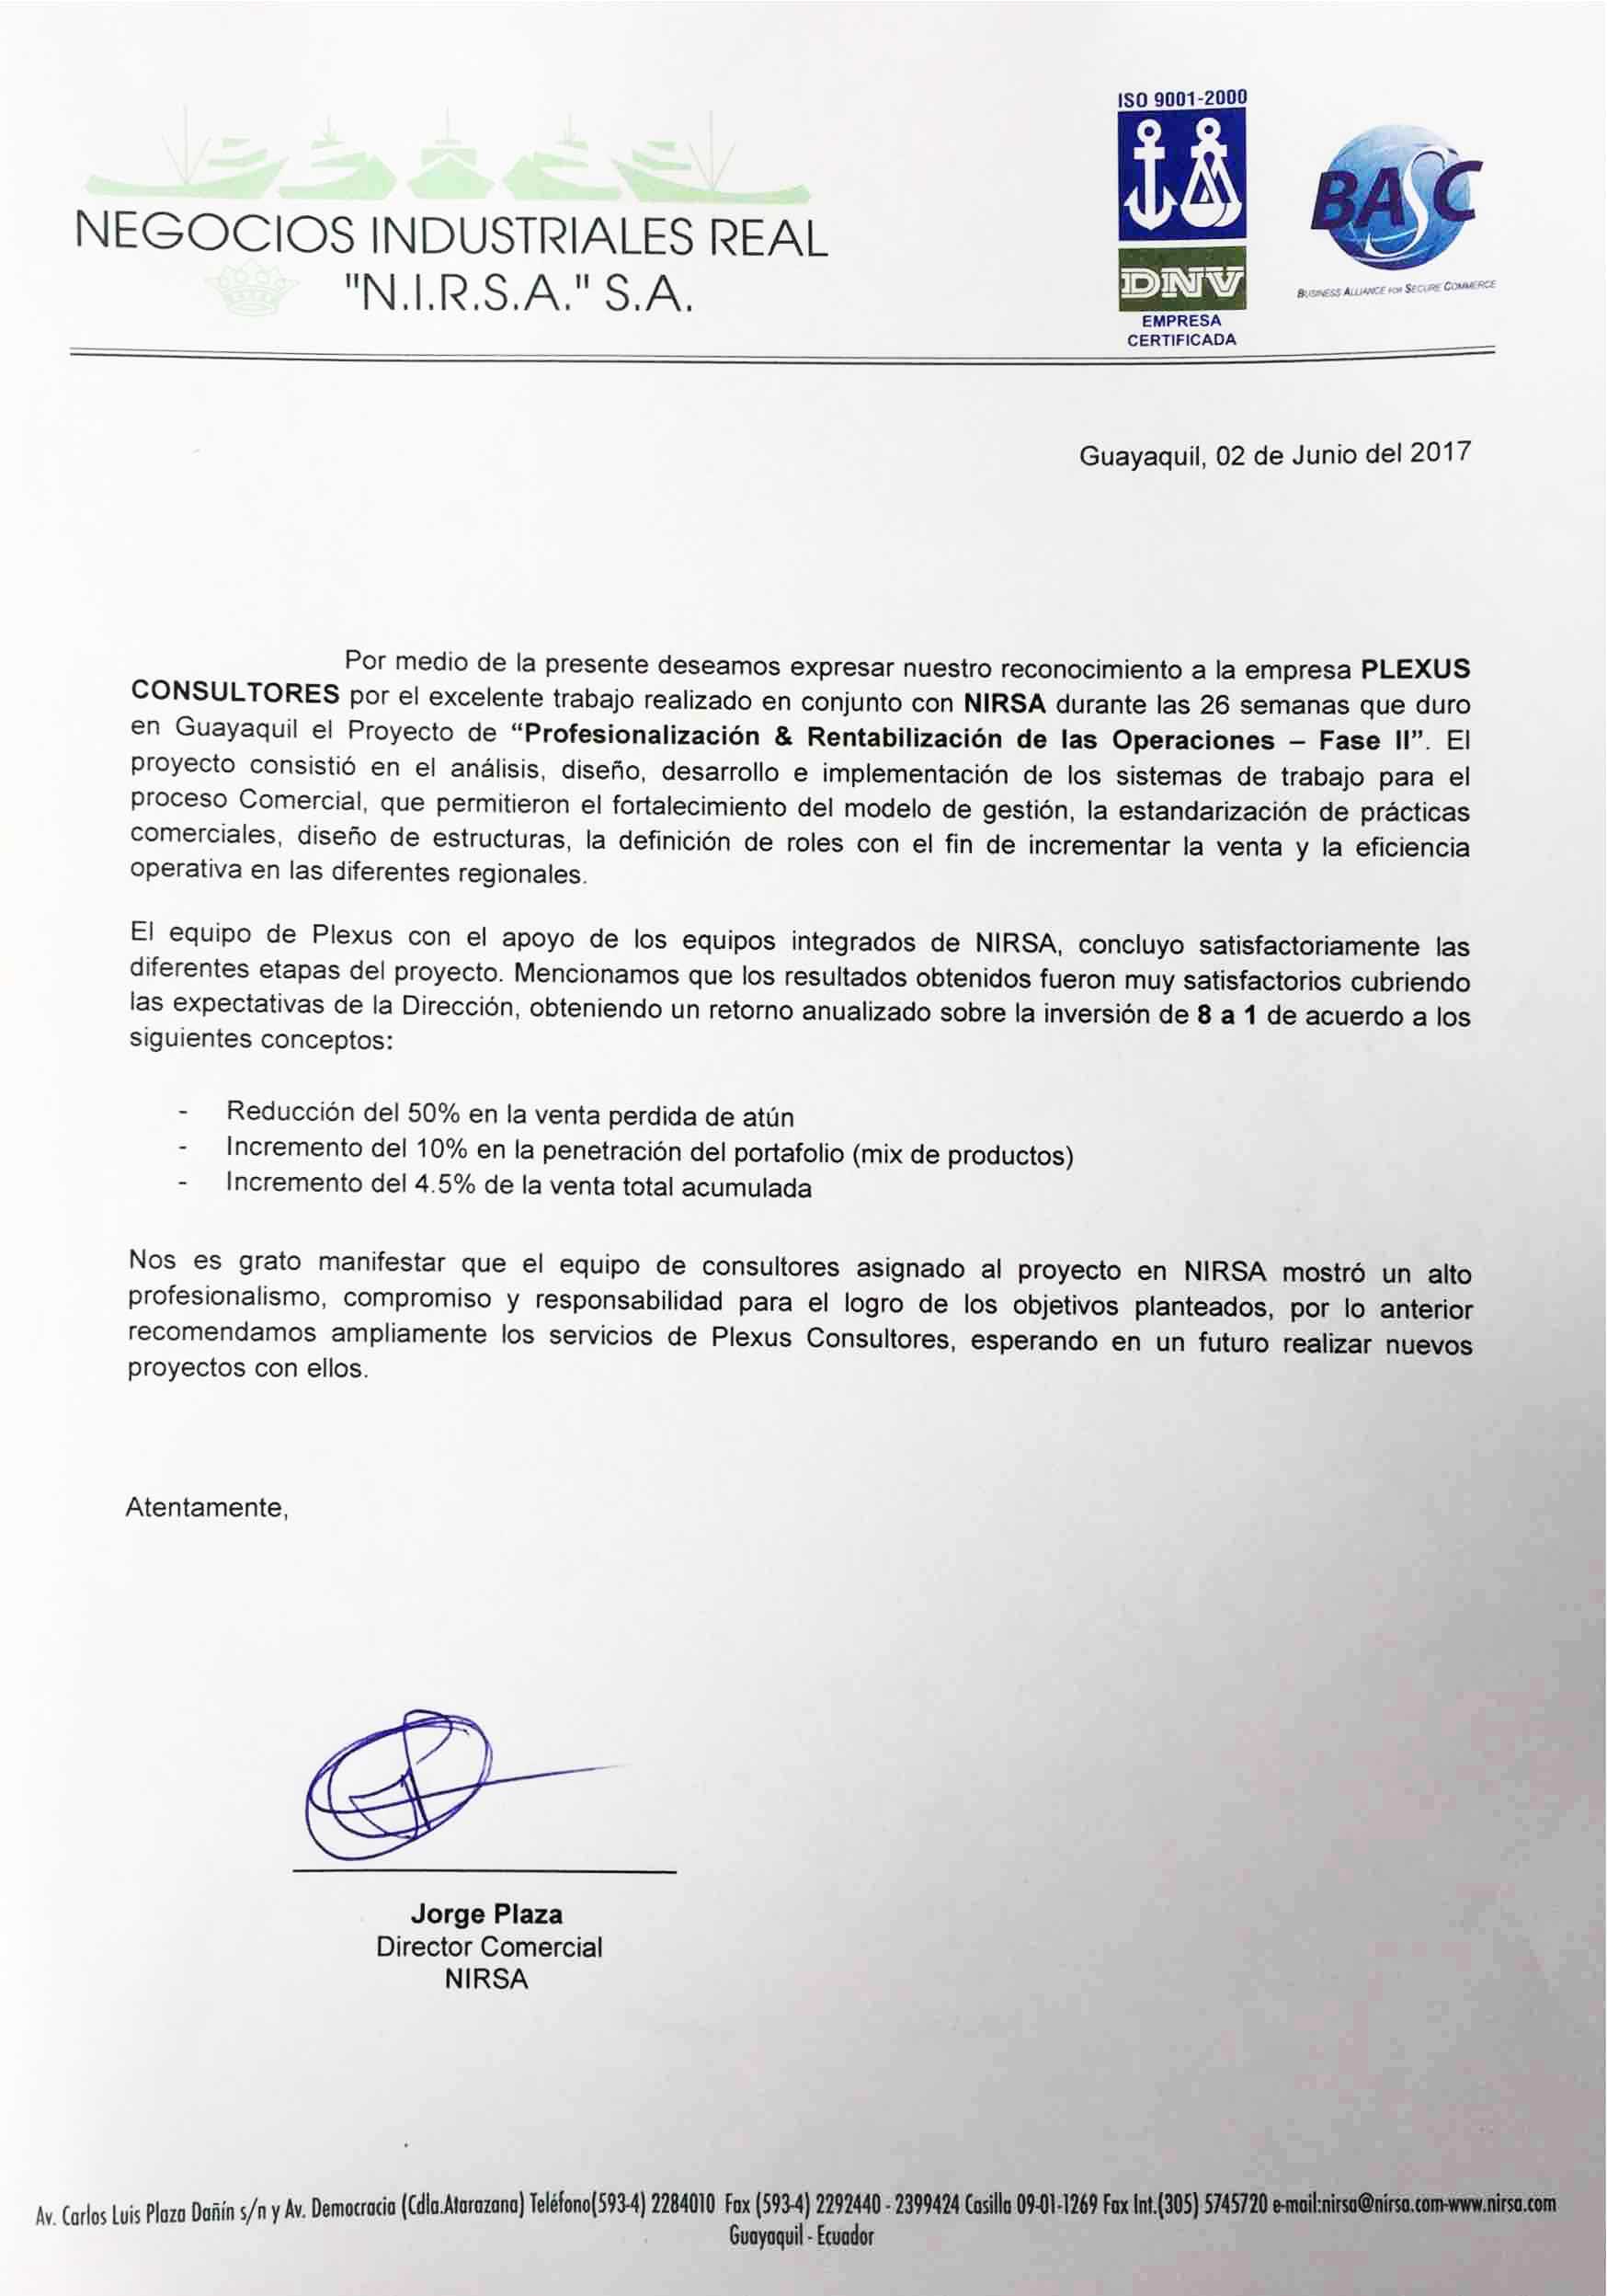 ISO 9001-2000
DNV
EMPRESA
CERTIFICADA
BASC
BUSINESS ALLIANCE FOR SECURE COMMERCE
NEGOCIOS INDUSTRIALES REAL
"N.I.R.S.A." S.A.
Guayaquil, 02 de Junio del 2017
Por medio de la presente deseamos expresar nuestro reconocimiento a la empresa PLEXUS
CONSULTORES por el excelente trabajo realizado en conjunto con NIRSA durante las 26 semanas que duro
en Guayaquil el Proyecto de “Profesionalización & Rentabilización de las Operaciones – Fase II”. El
proyecto consistió en el análisis, diseño, desarrollo e implementación de los sistemas de trabajo para el
proceso Comercial, que permitieron el fortalecimiento del modelo de gestión, la estandarización de prácticas
comerciales, diseño de estructuras, la definición de roles con el fin de incrementar la venta y la eficiencia
operativa en las diferentes regionales.
El equipo de Plexus con el apoyo de los equipos integrados de NIRSA, concluyo satisfactoriamente las
diferentes etapas del proyecto. Mencionamos que los resultados obtenidos fueron muy satisfactorios cubriendo
las expectativas de la Dirección, obteniendo un retorno anualizado sobre la inversión de 8 a 1 de acuerdo a los
siguientes conceptos:
- Reducción del 50% en la venta perdida de atún
- Incremento del 10% en la penetración del portafolio (mix de productos)
- Incremento del 4.5% de la venta total acumulada
Nos es grato manifestar que el equipo de consultores asignado al proyecto en NIRSA mostró un alto
profesionalismo, compromiso y responsabilidad para el logro de los objetivos planteados, por lo anterior
recomendamos ampliamente los servicios de Plexus Consultores, esperando en un futuro realizar nuevos
proyectos con ellos.
Atentamente,
Jorge Plaza
Director Comercial
NIRSA
Av. Carlos Luis Plaza Dañín s/n y Av. Democracia (Cdla.Atarazana) Teléfono(593-4) 2284010 Fax (593-4) 2292440 - 2399424 Casilla 09-01-1269 Fax Int.(305) 5745720 e-mail:nirsa@nirsa.com-www.nirsa.com
Guayaquil - Ecuador